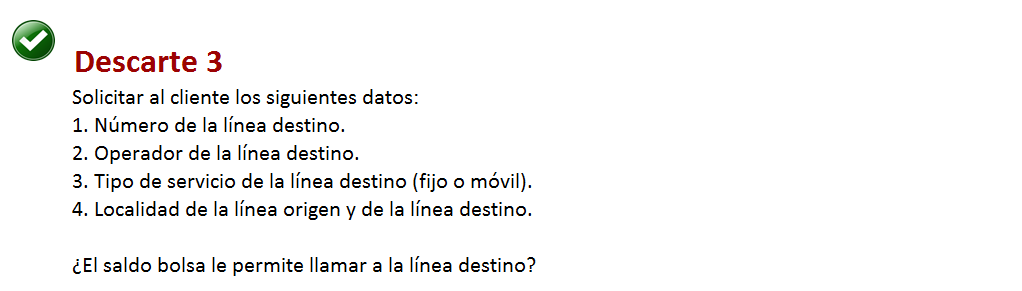 Descarte 3
Solicitar al cliente los siguientes datos:
1. Número de la línea destino.
2. Operador de la línea destino.
3. Tipo de servicio de la línea destino (fijo o móvil).
4. Localidad de la línea origen y de la línea destino.
¿El saldo bolsa le permite llamar a la línea destino?